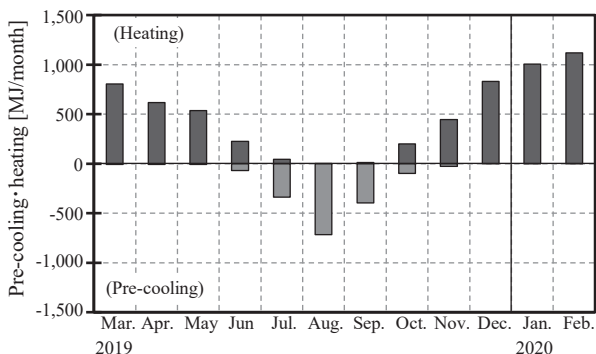 Pre-cooling・heating [MJ/month]
1,500
1,000
500
0
-500
-1,000
-1,500
(Heating)
(Pre-cooling)
Mar. Apr. May Jun Jul. Aug. Sep. Oct. Nov. Dec. Jan. Feb.
2019 2020